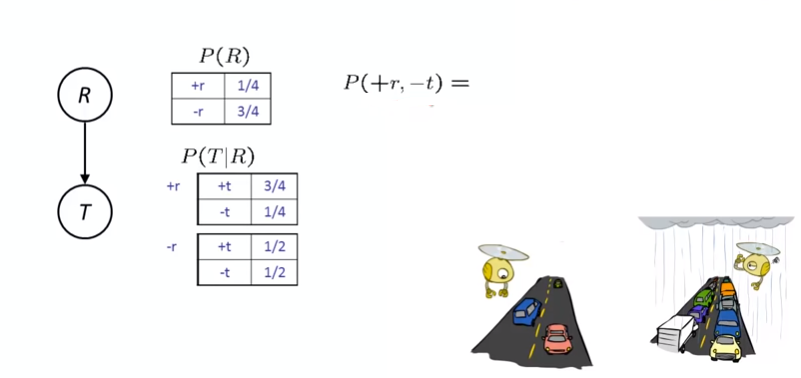 P(R)
+r 1/4
-r 3/4
P(+r, −t) =
R
P(T|R)
+r +t 3/4
-t 1/4
T
-r +t 1/2
-t 1/2